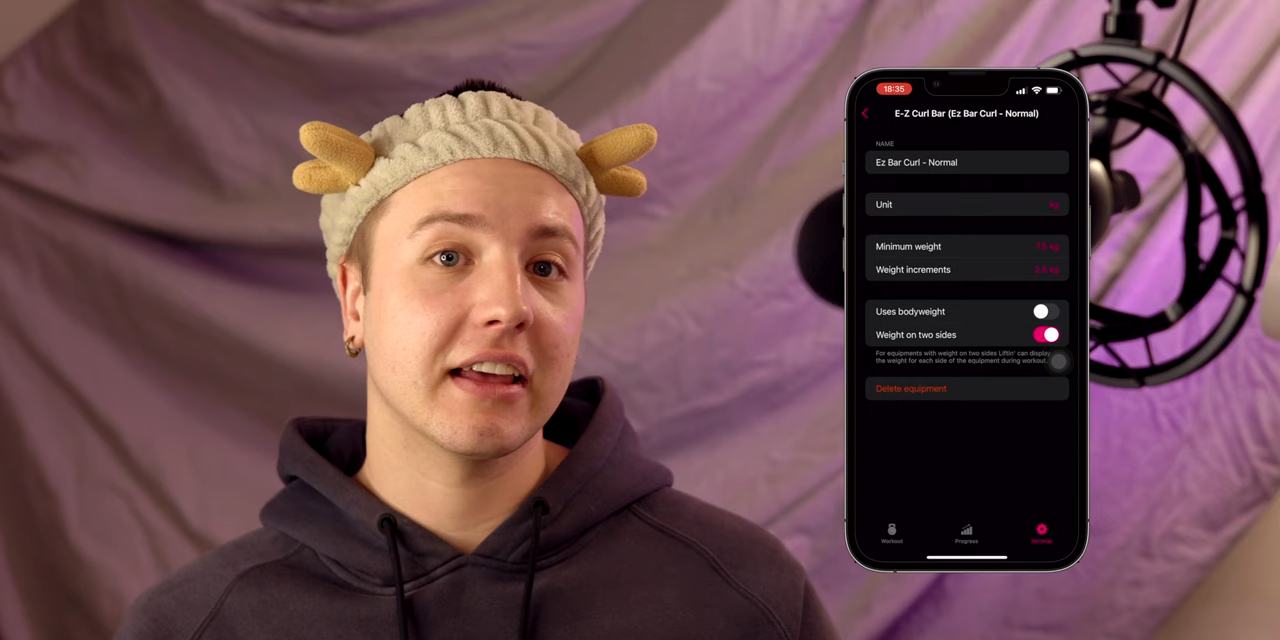 18:35
E-Z Curl Bar (Ez Bar Curl - Normal)
NAME
Ez Bar Curl - Normal
Unit kg
Minimum weight 7.5 kg
Weight increments 2.5 kg
Uses bodyweight
Weight on two sides
For equipments with weight on two sides Liftin' can display
the weight for each side of the equipment during workout.
Delete equipment
Workout Progress Settings